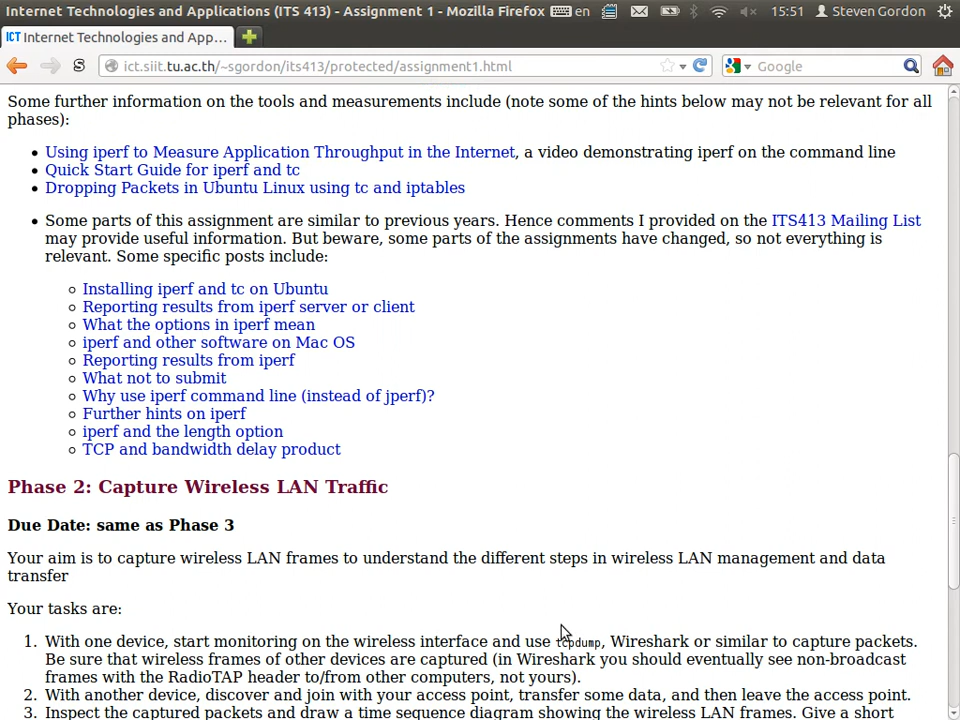 Internet Technologies and Applications (ITS 413) - Assignment 1 - Mozilla Firefox en 15:51 Steven Gordon
ICT Internet Technologies and App...
S ict.siit.tu.ac.th/~sgordon/its413/protected/assignment1.html Google
Some further information on the tools and measurements include (note some of the hints below may not be relevant for all
phases):
• Using iperf to Measure Application Throughput in the Internet, a video demonstrating iperf on the command line
• Quick Start Guide for iperf and tc
• Dropping Packets in Ubuntu Linux using tc and iptables
• Some parts of this assignment are similar to previous years. Hence comments I provided on the ITS413 Mailing List
may provide useful information. But beware, some parts of the assignments have changed, so not everything is
relevant. Some specific posts include:
◦ Installing iperf and tc on Ubuntu
◦ Reporting results from iperf server or client
◦ What the options in iperf mean
◦ iperf and other software on Mac OS
◦ Reporting results from iperf
◦ What not to submit
◦ Why use iperf command line (instead of jperf)?
◦ Further hints on iperf
◦ iperf and the length option
◦ TCP and bandwidth delay product
Phase 2: Capture Wireless LAN Traffic
Due Date: same as Phase 3
Your aim is to capture wireless LAN frames to understand the different steps in wireless LAN management and data
transfer
Your tasks are:
1. With one device, start monitoring on the wireless interface and use tcpdump, Wireshark or similar to capture packets.
Be sure that wireless frames of other devices are captured (in Wireshark you should eventually see non-broadcast
frames with the RadioTAP header to/from other computers, not yours).
2. With another device, discover and join with your access point, transfer some data, and then leave the access point.
3. Inspect the captured packets and draw a time sequence diagram showing the wireless LAN frames. Give a short